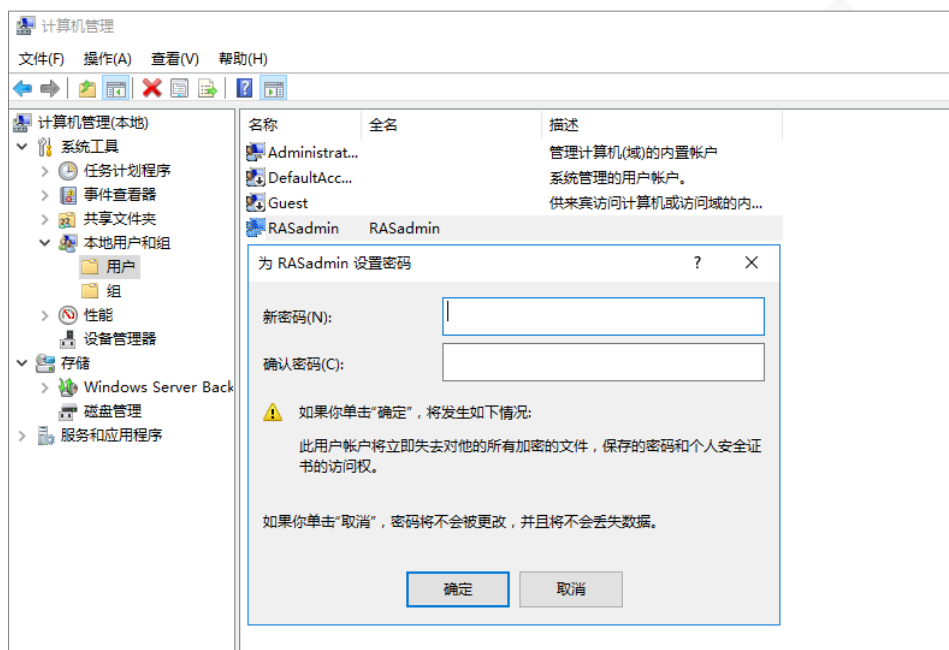 计算机管理
文件(F) 操作(A) 查看(V) 帮助(H)
计算机管理(本地)
系统工具
任务计划程序
事件查看器
共享文件夹
本地用户和组
用户
组
性能
设备管理器
存储
Windows Server Back
磁盘管理
服务和应用程序
名称 全名 描述
Administrat... 管理计算机(域)的内置帐户
DefaultAcc... 系统管理的用户帐户。
Guest 供来宾访问计算机或访问域的内...
RASadmin RASadmin
为 RASadmin 设置密码 ?
新密码(N):
确认密码(C):
如果你单击“确定”，将发生如下情况:
此用户帐户将立即失去对他的所有加密的文件，保存的密码和个人安全证
书的访问权。
如果你单击“取消”，密码将不会被更改，并且将不会丢失数据。
确定 取消